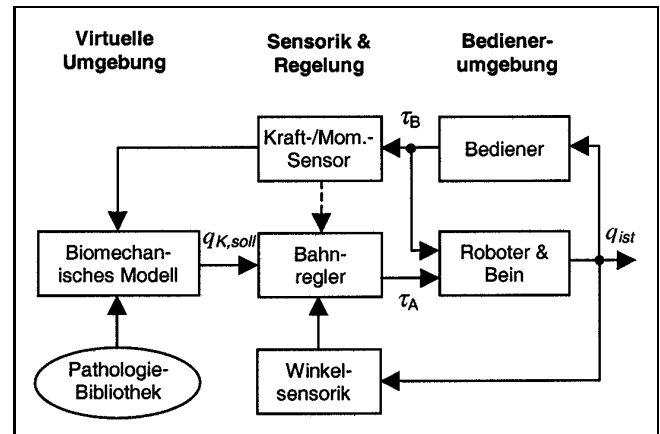 Virtuelle
Umgebung
Sensorik &
Regelung
Bediener-
umgebung
Kraft-/Mom.-
Sensor
τB
Bediener
Biomechan-
isches Modell
qK,soll
Bahn-
regler
τA
Roboter &
Bein
qist
Pathologie-
Bibliothek
Winkel-
sensorik